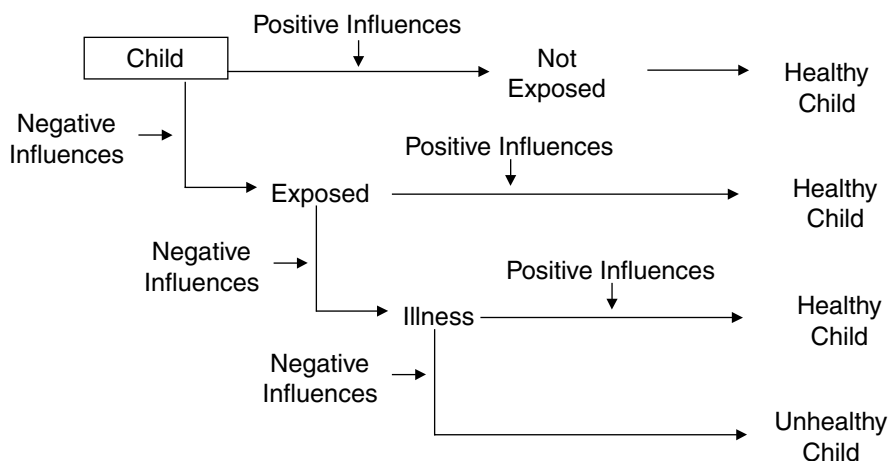 Positive Influences
Child
Not
Exposed
Healthy
Child
Negative
Influences
Positive Influences
Exposed
Healthy
Child
Negative
Influences
Positive Influences
Illness
Healthy
Child
Negative
Influences
Unhealthy
Child